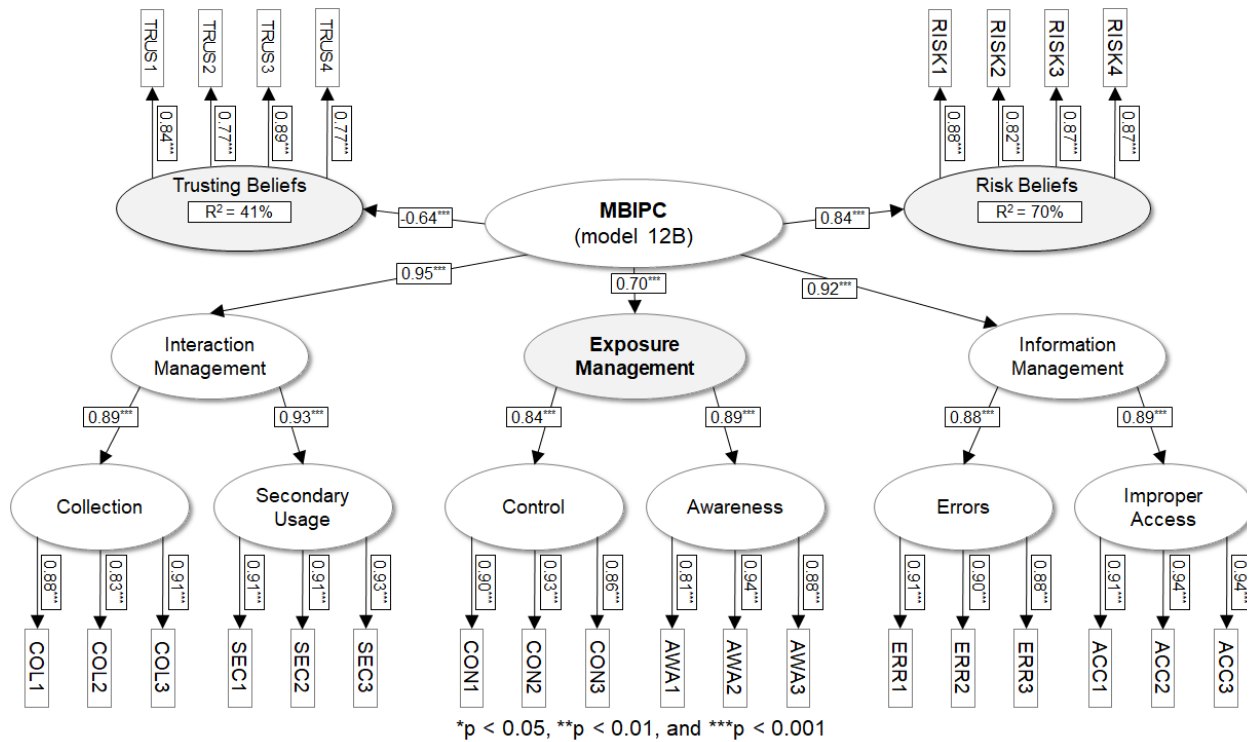 TRUS1
TRUS2
TRUS3
TRUS4
RISK1
RISK2
RISK3
RISK4
0.84***
0.77***
0.89***
0.77***
0.88***
0.82***
0.87***
0.87***
Trusting Beliefs
R² = 41%
-0.64***
MBIPC
(model 12B)
0.84***
Risk Beliefs
R² = 70%
0.95***
0.70***
0.92***
Interaction
Management
Exposure
Management
Information
Management
0.89***
0.93***
0.84***
0.89***
0.88***
0.89***
Collection
Secondary
Usage
Control
Awareness
Errors
Improper
Access
0.88***
0.83***
0.91***
0.91***
0.91***
0.93***
0.90***
0.93***
0.86***
0.81***
0.94***
0.88***
0.91***
0.90***
0.88***
0.91***
0.94***
0.94***
COL1
COL2
COL3
SEC1
SEC2
SEC3
CON1
CON2
CON3
AWA1
AWA2
AWA3
ERR1
ERR2
ERR3
ACC1
ACC2
ACC3
*p < 0.05, **p < 0.01, and ***p < 0.001